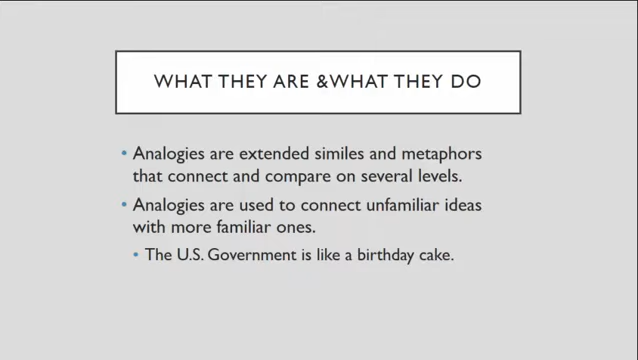 WHAT THEY ARE &WHAT THEY DO
• Analogies are extended similes and metaphors
that connect and compare on several levels.
• Analogies are used to connect unfamiliar ideas
with more familiar ones.
• The U.S. Government is like a birthday cake.